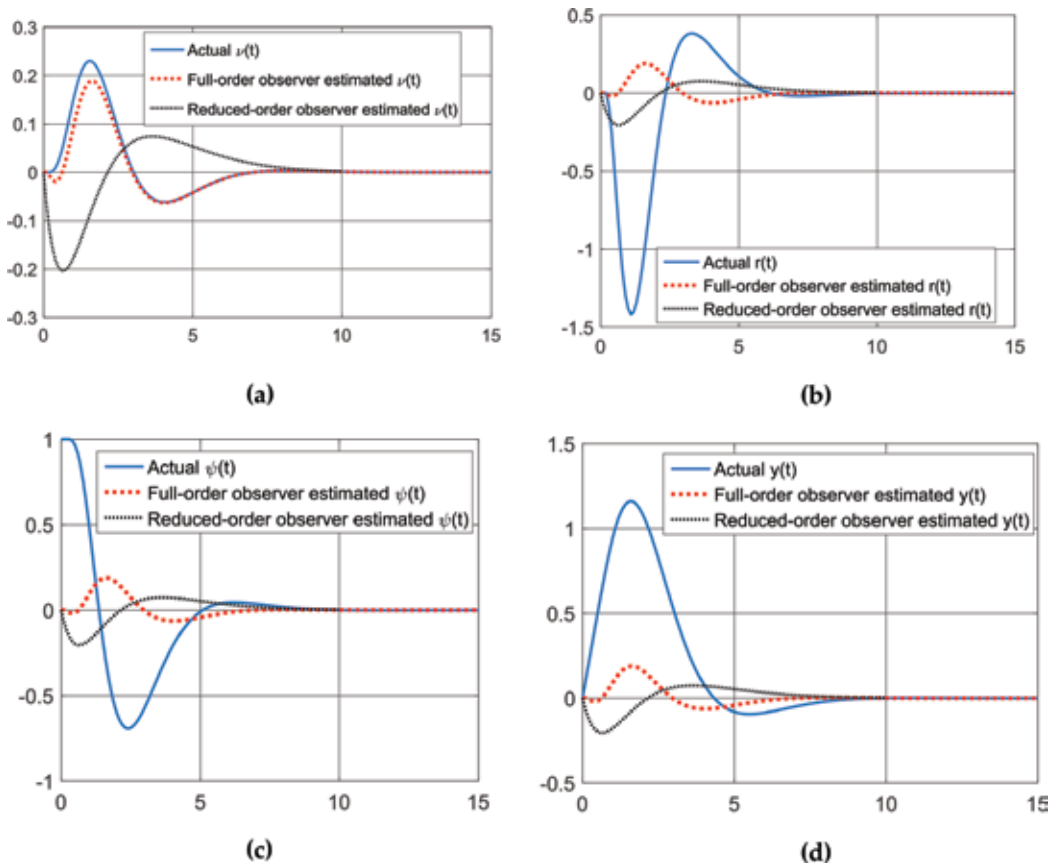 0.3
0.2
0.1
0
-0.1
-0.2
-0.3
0 5 10 15
Actual ν(t)
Full-order observer estimated ν(t)
Reduced-order observer estimated ν(t)
(a)
0.5
0
-0.5
-1
-1.5
0 5 10 15
Actual r(t)
Full-order observer estimated r(t)
Reduced-order observer estimated r(t)
(b)
1
0.5
0
-0.5
-1
0 5 10 15
Actual ψ(t)
Full-order observer estimated ψ(t)
Reduced-order observer estimated ψ(t)
(c)
1.5
1
0.5
0
-0.5
0 5 10 15
Actual y(t)
Full-order observer estimated y(t)
Reduced-order observer estimated y(t)
(d)